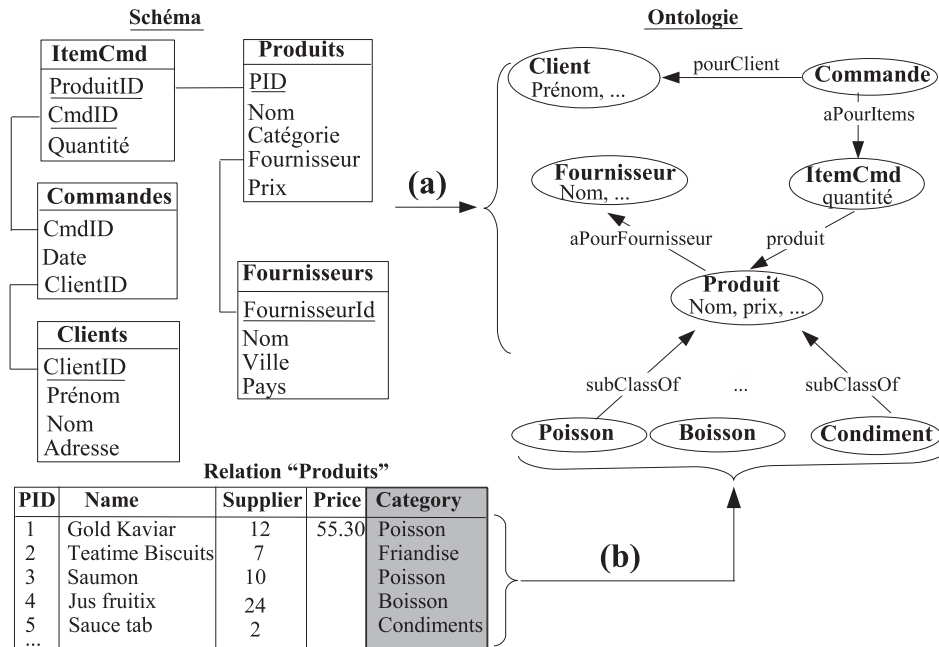 Schéma
ItemCmd
ProduitID
CmdID
Quantité
Produits
PID
Nom
Catégorie
Fournisseur
Prix
Commandes
CmdID
Date
ClientID
Fournisseurs
FournisseurId
Nom
Ville
Pays
Clients
ClientID
Prénom
Nom
Adresse
(a)
Ontologie
Client
Prénom, ...
pourClient
Commande
aPourItems
Fournisseur
Nom, ...
ItemCmd
quantité
aPourFournisseur
produit
Produit
Nom, prix, ...
subClassOf
...
subClassOf
Poisson
Boisson
Condiment
Relation “Produits”
PID Name Supplier Price Category
1 Gold Kaviar 12 55.30 Poisson
2 Teatime Biscuits 7 Friandise
3 Saumon 10 Poisson
4 Jus fruitix 24 Boisson
5 Sauce tab 2 Condiments
...
(b)